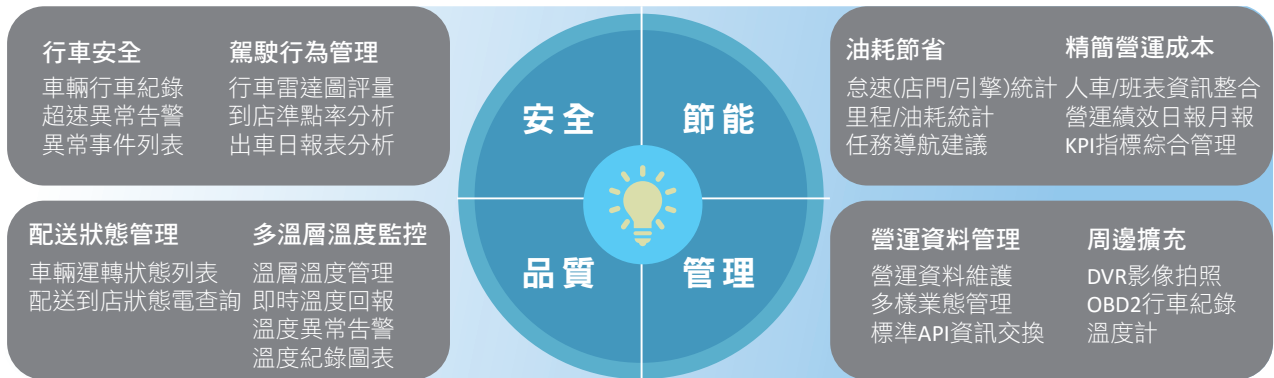 行車安全
車輛行車紀錄
超速異常告警
異常事件列表
駕駛行為管理
行車雷達圖評量
到店準點率分析
出車日報表分析
安全
節能
品質
管理
油耗節省
怠速(店門/引擎)統計
里程/油耗統計
任務導航建議
精簡營運成本
人車/班表資訊整合
營運績效日報月報
KPI指標綜合管理
配送狀態管理
車輛運轉狀態列表
配送到店狀態電查詢
多溫層溫度監控
溫層溫度管理
即時溫度回報
溫度異常告警
溫度紀錄圖表
營運資料管理
營運資料維護
多樣業態管理
標準API資訊交換
周邊擴充
DVR影像拍照
OBD2行車紀錄
溫度計